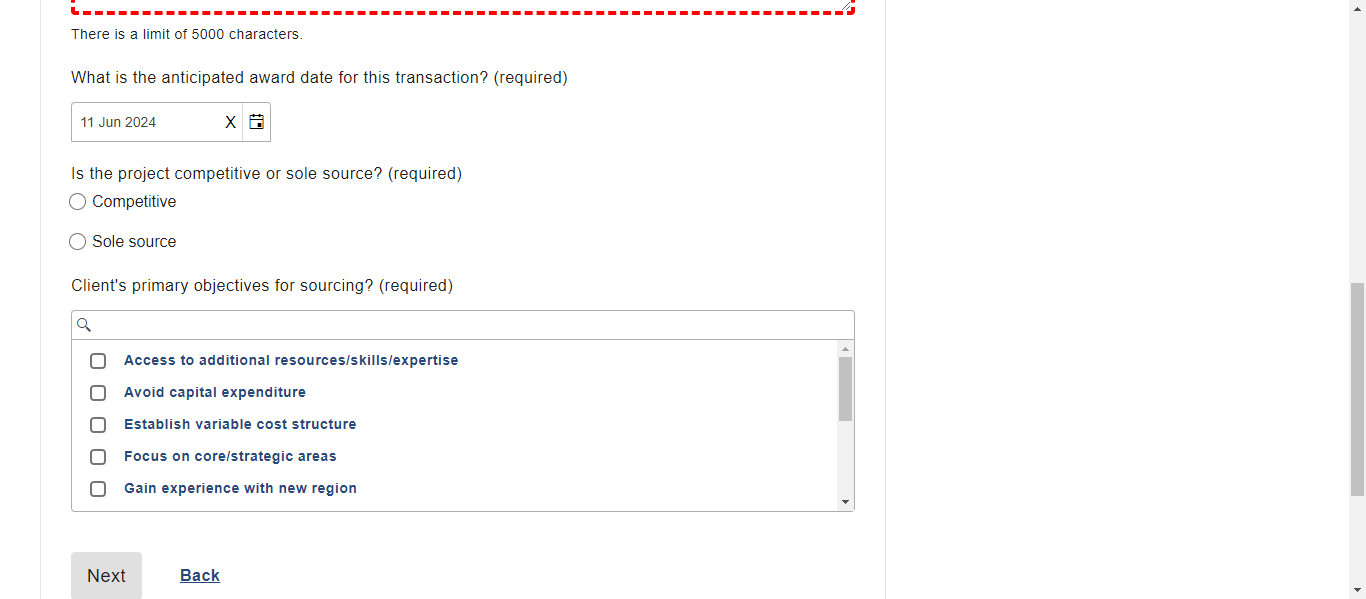 There is a limit of 5000 characters.
What is the anticipated award date for this transaction? (required)
11 Jun 2024 X
Is the project competitive or sole source? (required)
Competitive
Sole source
Client's primary objectives for sourcing? (required)
Access to additional resources/skills/expertise
Avoid capital expenditure
Establish variable cost structure
Focus on core/strategic areas
Gain experience with new region
Next Back